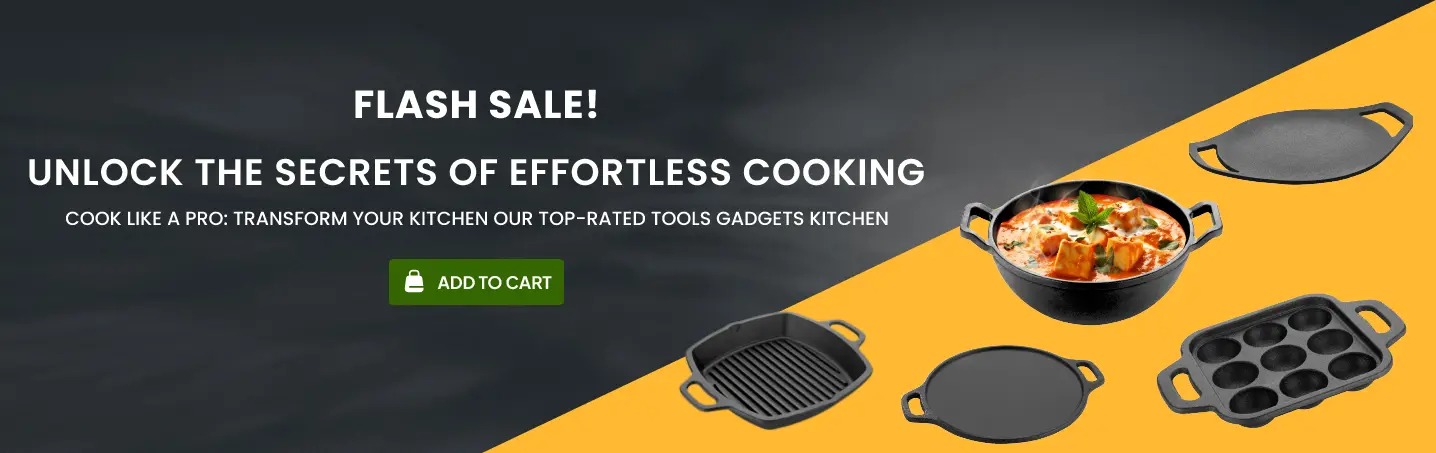 FLASH SALE!
UNLOCK THE SECRETS OF EFFORTLESS COOKING
COOK LIKE A PRO: TRANSFORM YOUR KITCHEN OUR TOP-RATED TOOLS GADGETS KITCHEN
ADD TO CART